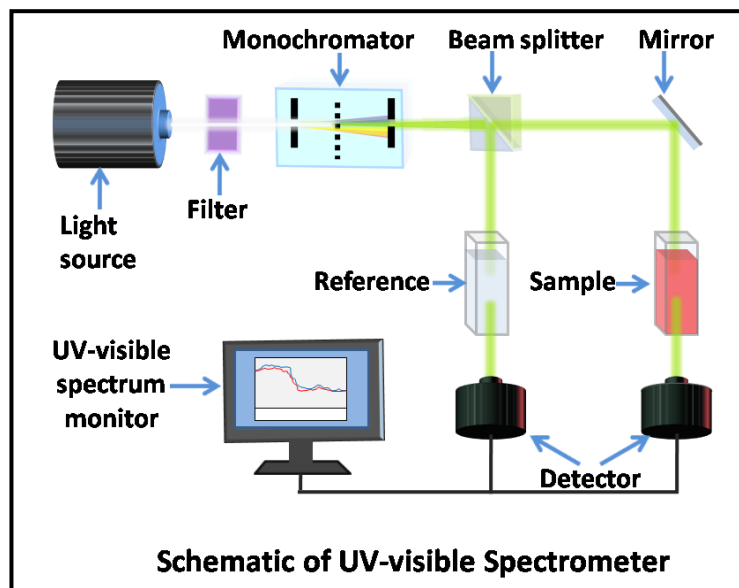 Monochromator
Beam splitter
Mirror
Light
source
Filter
Reference
Sample
UV-visible
spectrum
monitor
Detector
Schematic of UV-visible Spectrometer